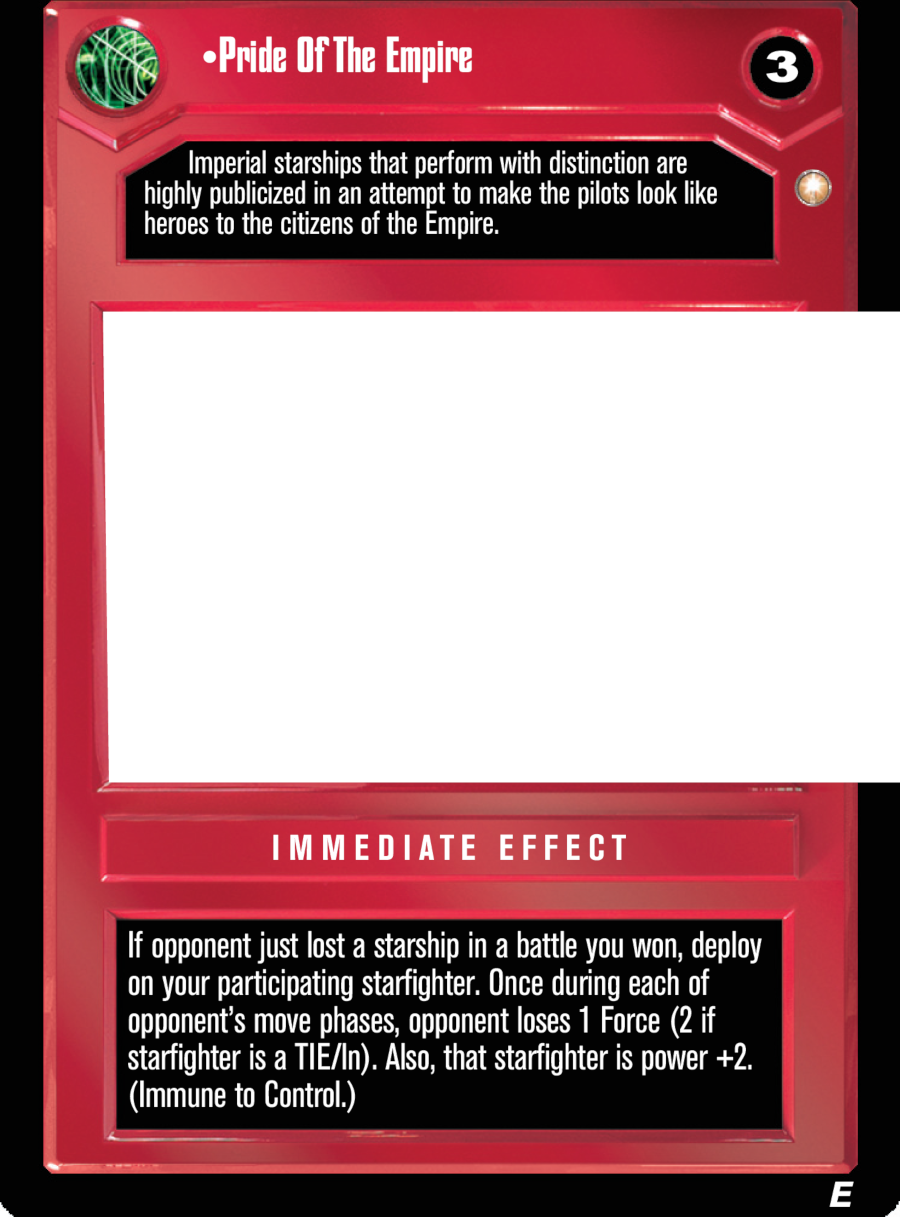 •Pride Of The Empire
3
Imperial starships that perform with distinction are
highly publicized in an attempt to make the pilots look like
heroes to the citizens of the Empire.
IMMEDIATE EFFECT
If opponent just lost a starship in a battle you won, deploy
on your participating starfighter. Once during each of
opponent's move phases, opponent loses 1 Force (2 if
starfighter is a TIE/ln). Also, that starfighter is power +2.
(Immune to Control.)
E